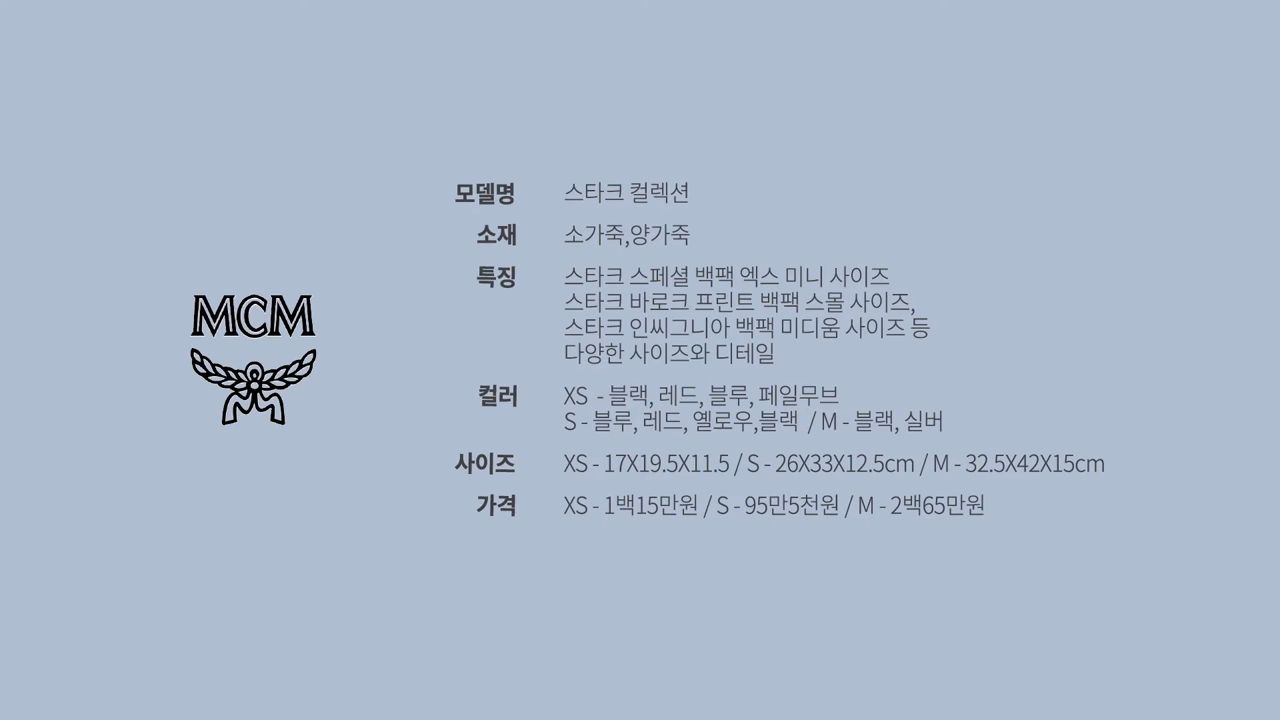 MCM
모델명 스타크 컬렉션
소재 소가죽,양가죽
특징 스타크 스페셜 백팩 엑스 미니 사이즈
스타크 바로크 프린트 백팩 스몰 사이즈,
스타크 인씨그니아 백팩 미디움 사이즈 등
다양한 사이즈와 디테일
컬러 XS - 블랙, 레드, 블루, 페일무브
S - 블루, 레드, 옐로우,블랙 / M - 블랙, 실버
사이즈 XS - 17X19.5X11.5 / S - 26X33X12.5cm / M - 32.5X42X15cm
가격 XS - 1백15만원 / S - 95만5천원 / M - 2백65만원